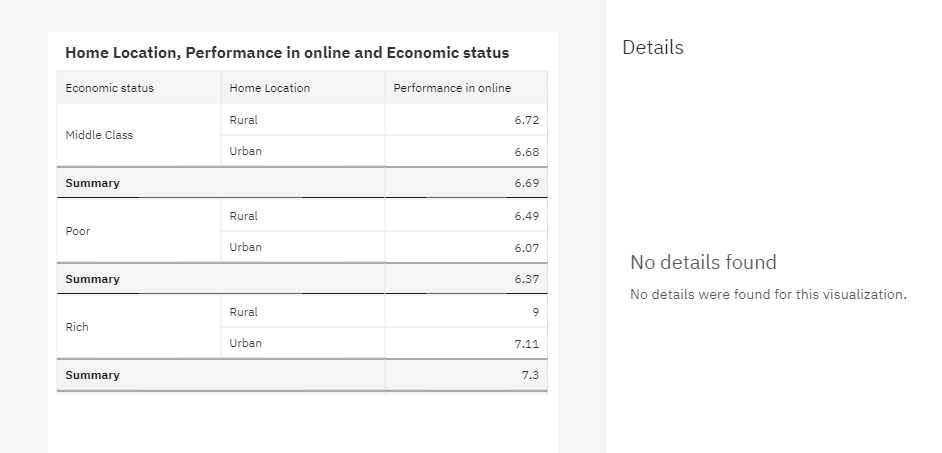 Home Location, Performance in online and Economic status
Economic status Home Location Performance in online
Middle Class
Rural 6.72
Urban 6.68
Summary 6.69
Poor
Rural 6.49
Urban 6.07
Summary 6.37
Rich
Rural 9
Urban 7.11
Summary 7.3
Details
No details found
No details were found for this visualization.